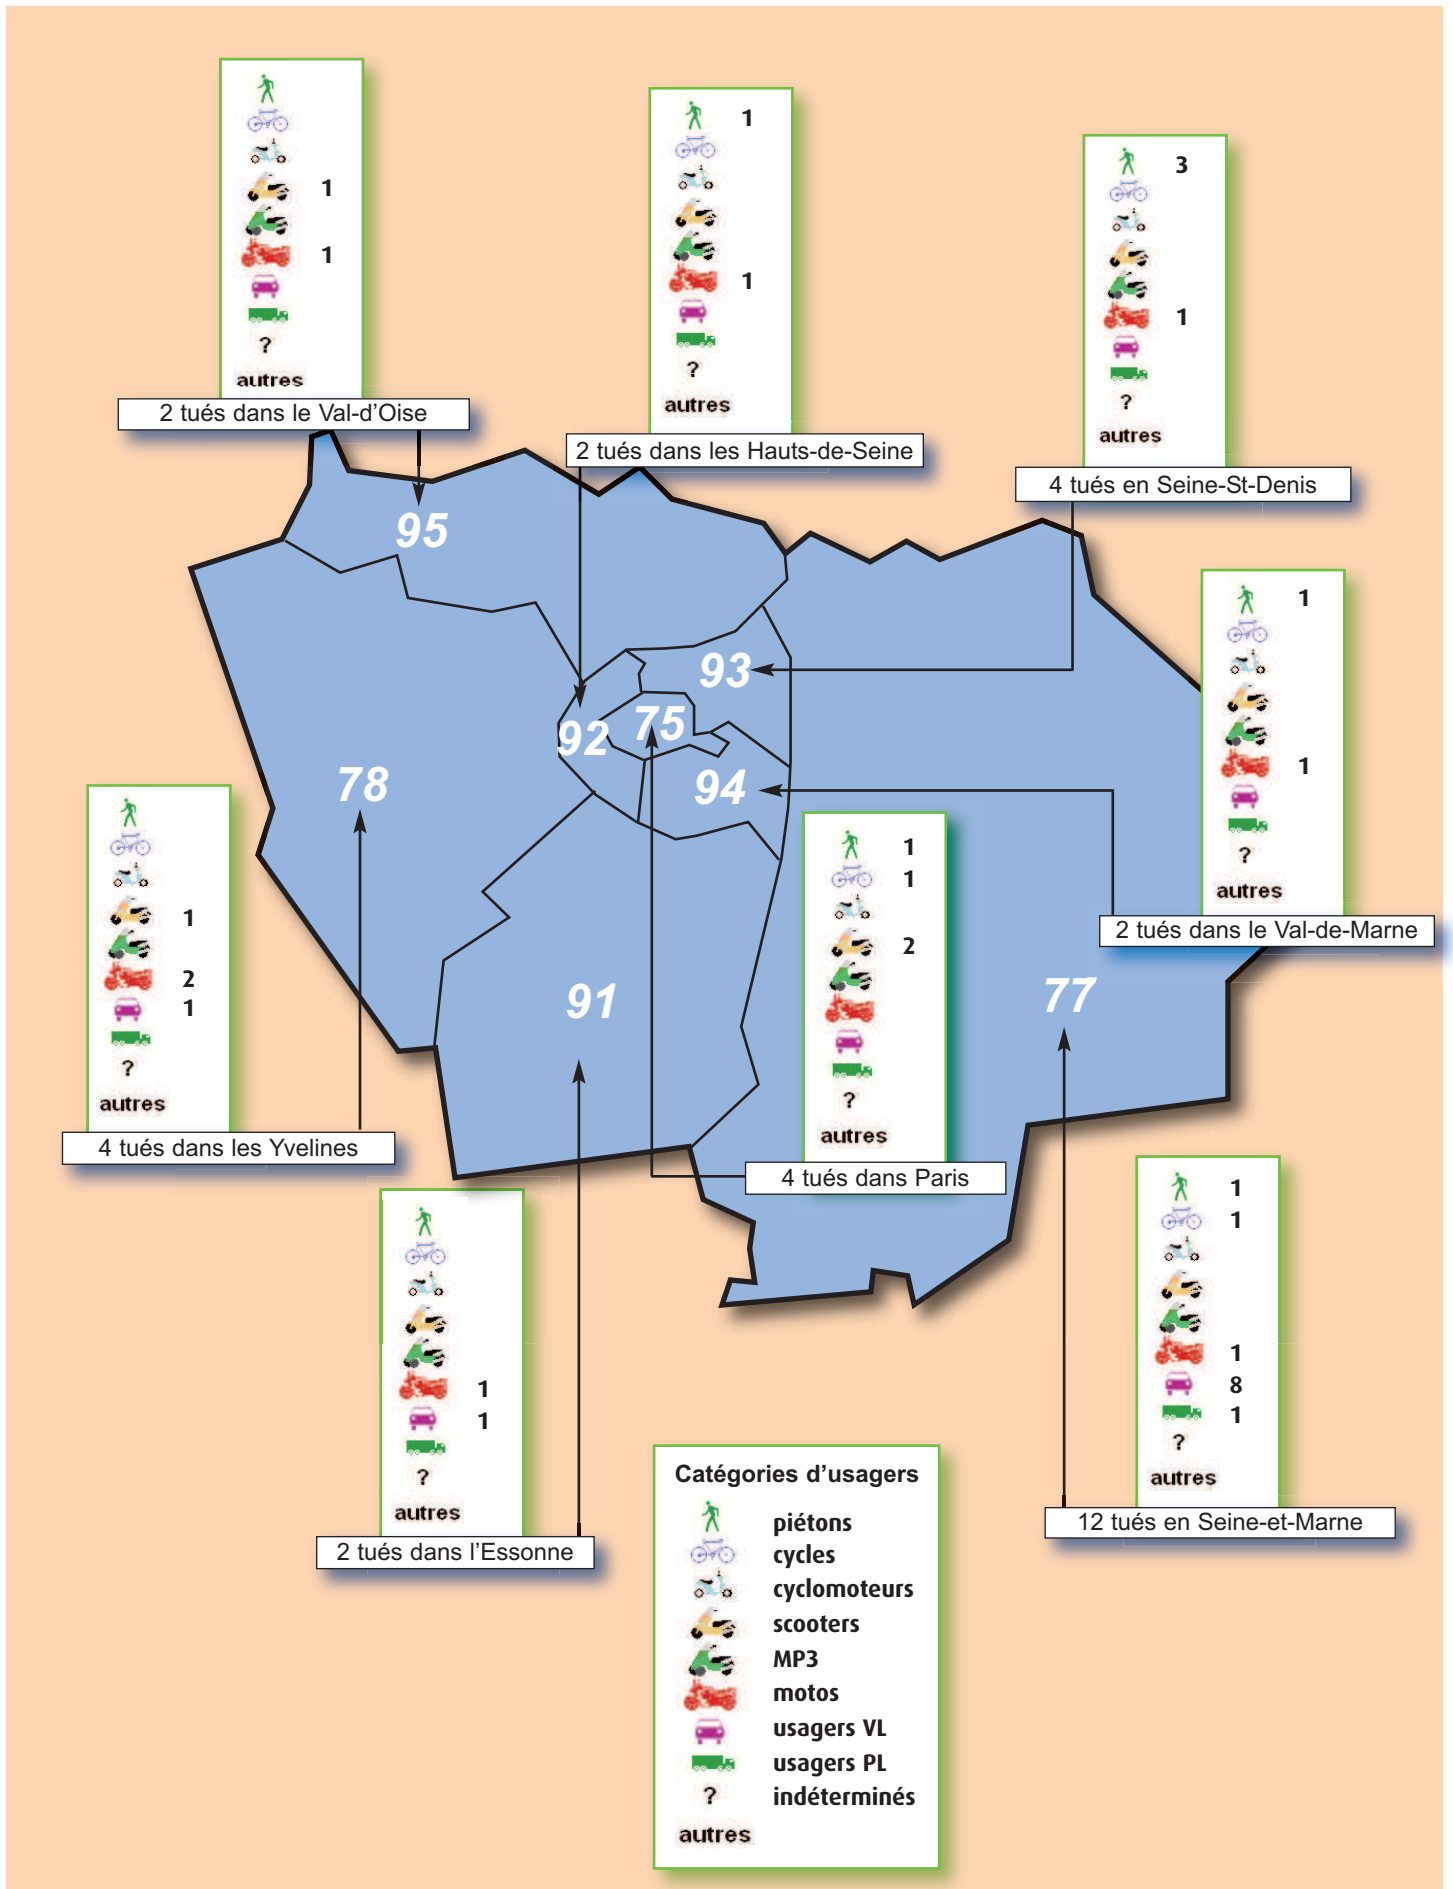 1
1
?
autres
2 tués dans le Val-d'Oise
1
1
?
autres
2 tués dans les Hauts-de-Seine
3
1
?
autres
4 tués en Seine-St-Denis
1
1
?
autres
2 tués dans le Val-de-Marne
95
93
75
92
94
78
91
77
1
2
1
?
autres
4 tués dans les Yvelines
1
1
2
?
autres
4 tués dans Paris
1
1
?
autres
2 tués dans l'Essonne
1
1
1
8
1
?
autres
12 tués en Seine-et-Marne
Catégories d'usagers
piétons
cycles
cyclomoteurs
scooters
MP3
motos
usagers VL
usagers PL
? indéterminés
autres